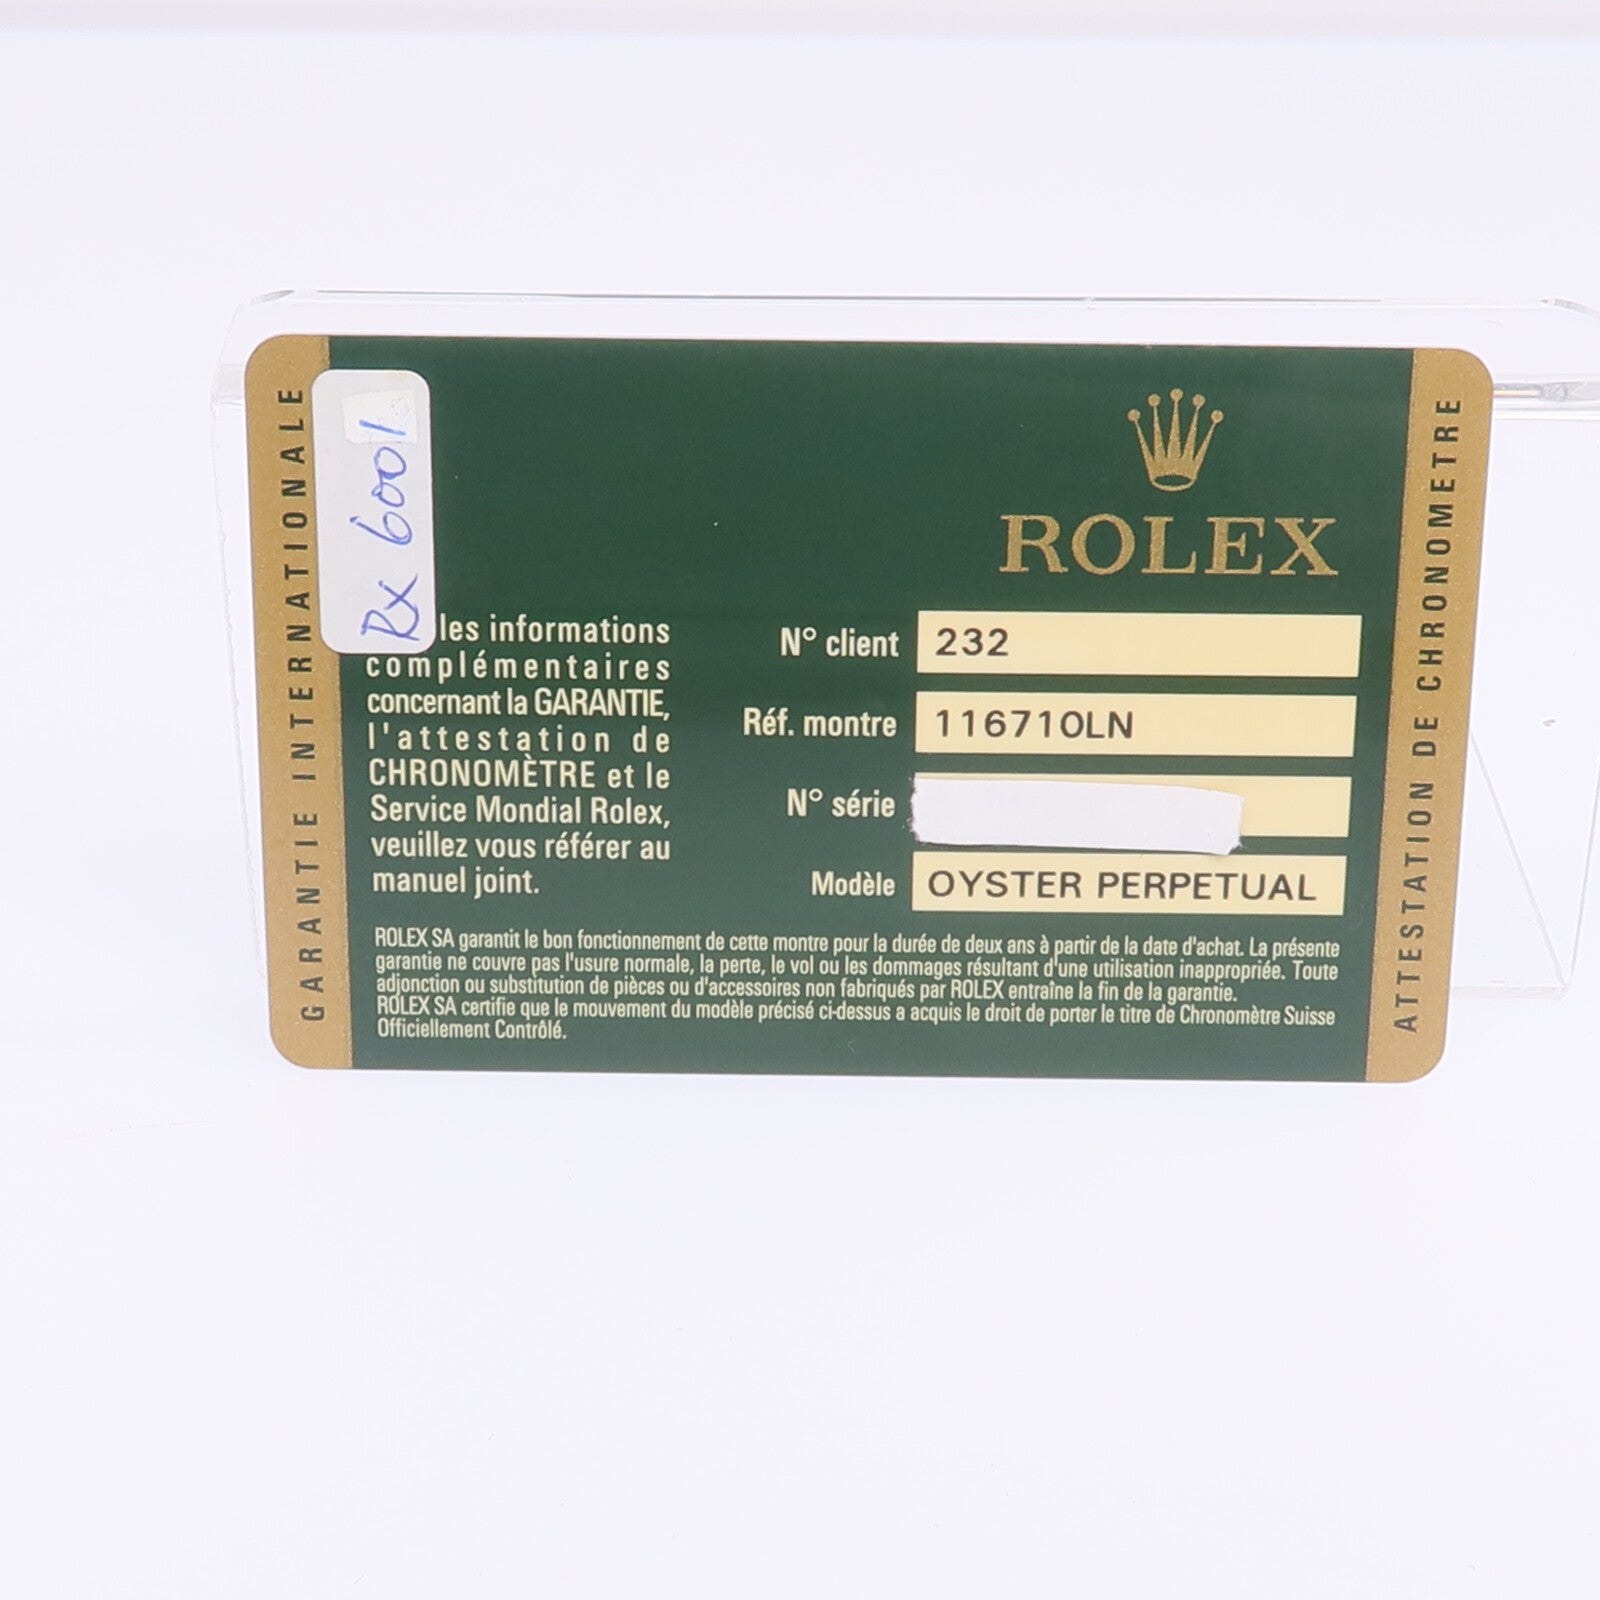 GARANTIE INTERNATIONALE
RX 6001
ROLEX
les informations
complémentaires
concernant la GARANTIE,
l'attestation de
CHRONOMÈTRE et le
Service Mondial Rolex,
veuillez vous référer au
manuel joint.
N° client 232
Réf. montre 116710LN
N° série
Modèle OYSTER PERPETUAL
ROLEX SA garantit le bon fonctionnement de cette montre pour la durée de deux ans à partir de la date d'achat. La présente
garantie ne couvre pas l'usure normale, la perte, le vol ou les dommages résultant d'une utilisation inappropriée. Toute
adjonction ou substitution de pièces ou d'accessoires non fabriqués par ROLEX entraîne la fin de la garantie.
ROLEX SA certifie que le mouvement du modèle précisé ci-dessus a acquis le droit de porter le titre de Chronomètre Suisse
Officiellement Contrôlé.
ATTESTATION DE CHRONOMETRE